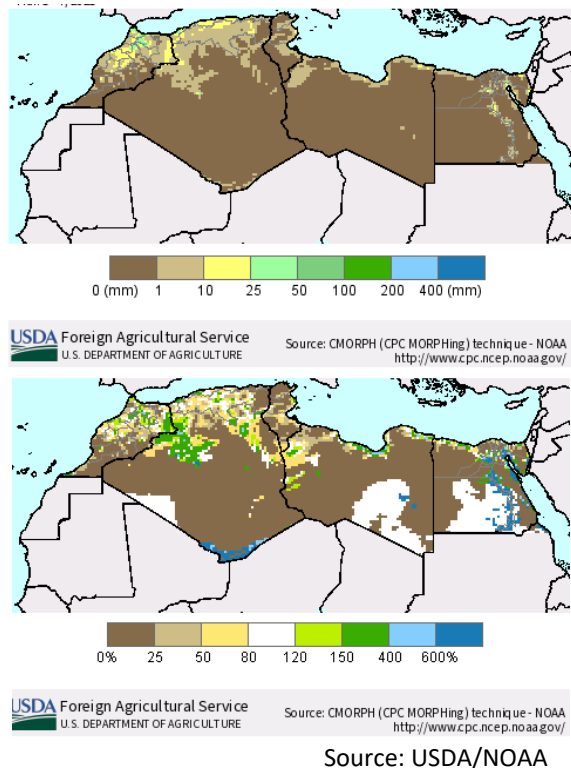 0 (mm) 1 10 25 50 100 200 400 (mm)
USDA Foreign Agricultural Service
U.S. DEPARTMENT OF AGRICULTURE
Source: CMORPH (CPC MORPHing) technique - NOAA
http://www.cpc.ncep.noaa.gov/
0% 25 50 80 120 150 400 600%
USDA Foreign Agricultural Service
U.S. DEPARTMENT OF AGRICULTURE
Source: CMORPH (CPC MORPHing) technique - NOAA
http://www.cpc.ncep.noaa.gov/
Source: USDA/NOAA